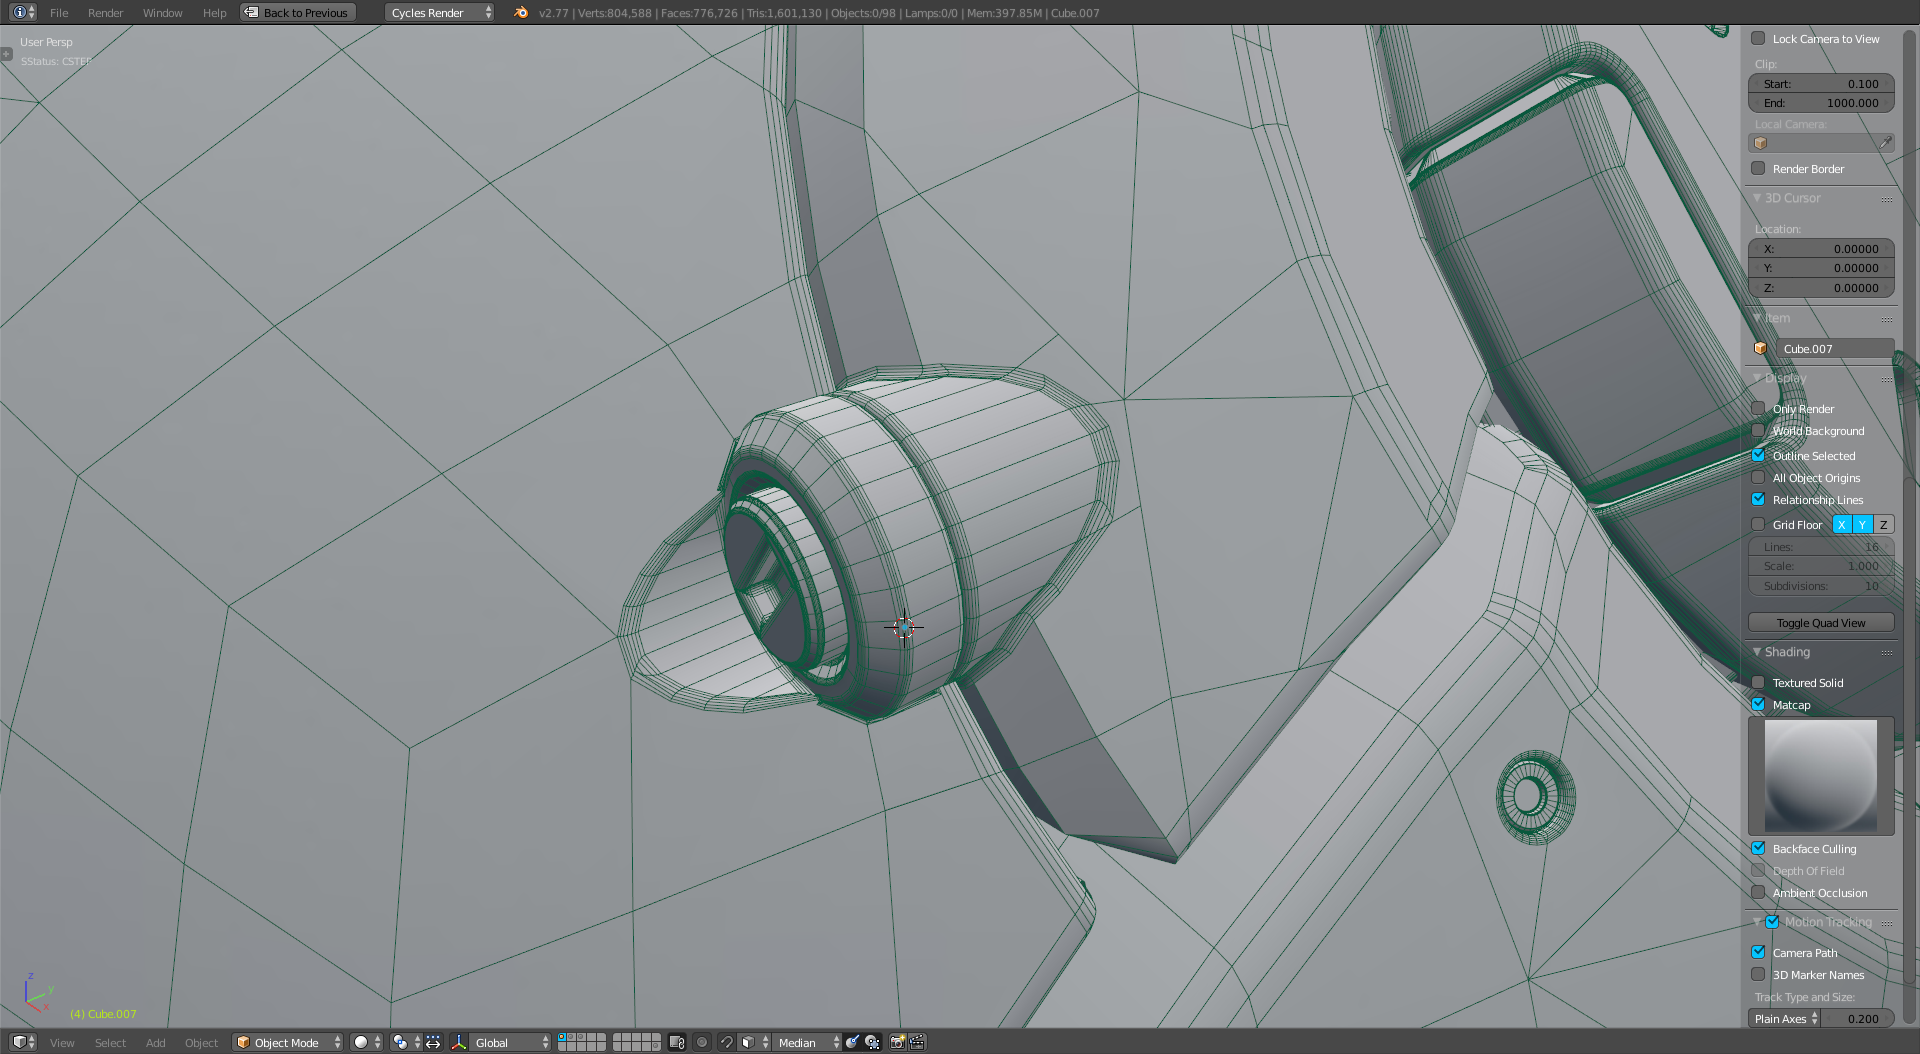 File Render Window Help Back to Previous Cycles Render v2.77 | Verts:804,588 | Faces:776,726 | Tris:1,601,130 | Objects:0/98 | Lamps:0/0 | Mem:397.85M | Cube.007
User Persp
SStatus: CSTEP
Lock Camera to View
Clip:
Start: 0.100
End: 1000.000
Local Camera:
Render Border
3D Cursor
Location:
X: 0.00000
Y: 0.00000
Z: 0.00000
Item
Cube.007
Display
Only Render
World Background
Outline Selected
All Object Origins
Relationship Lines
Grid Floor X Y Z
Lines: 16
Scale: 1.000
Subdivisions: 10
Toggle Quad View
Shading
Textured Solid
Matcap
Backface Culling
Depth Of Field
Ambient Occlusion
Motion Tracking
Camera Path
3D Marker Names
Track Type and Size:
Plain Axes 0.200
z
y
x
(4) Cube.007
View Select Add Object Object Mode Global Median